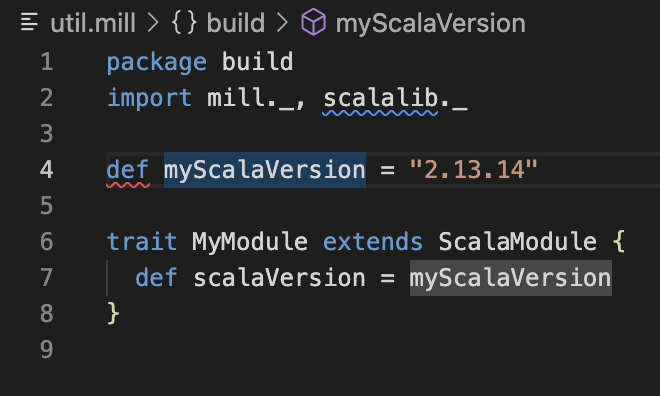 util.mill > {} build > myScalaVersion
1 package build
2 import mill._, scalalib._
3
4 def myScalaVersion = "2.13.14"
5
6 trait MyModule extends ScalaModule {
7 def scalaVersion = myScalaVersion
8 }
9